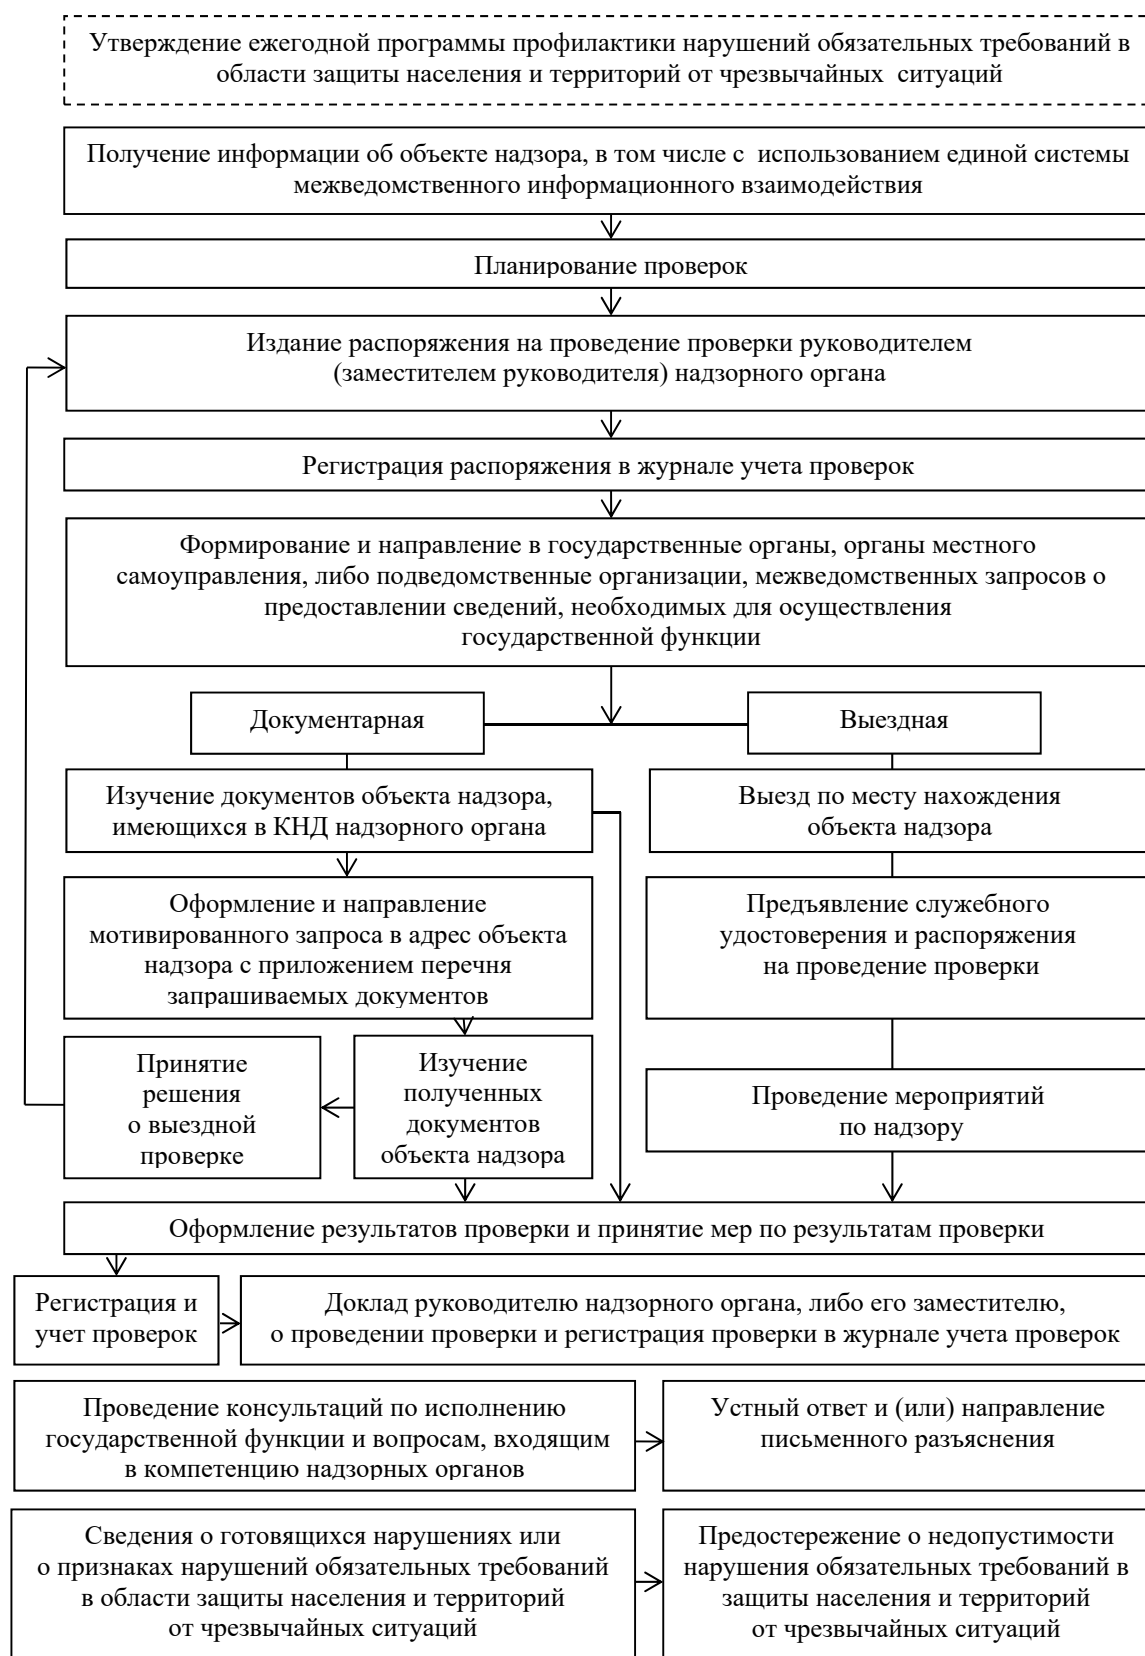 Утверждение ежегодной программы профилактики нарушений обязательных требований в
области защиты населения и территорий от чрезвычайных ситуаций
Получение информации об объекте надзора, в том числе с использованием единой системы
межведомственного информационного взаимодействия
Планирование проверок
Издание распоряжения на проведение проверки руководителем
(заместителем руководителя) надзорного органа
Регистрация распоряжения в журнале учета проверок
Формирование и направление в государственные органы, органы местного
самоуправления, либо подведомственные организации, межведомственных запросов о
предоставлении сведений, необходимых для осуществления
государственной функции
Документарная
Выездная
Изучение документов объекта надзора,
имеющихся в КНД надзорного органа
Выезд по месту нахождения
объекта надзора
Оформление и направление
мотивированного запроса в адрес объекта
надзора с приложением перечня
запрашиваемых документов
Предъявление служебного
удостоверения и распоряжения
на проведение проверки
Принятие
решения
о выездной
проверке
Изучение
полученных
документов
объекта надзора
Проведение мероприятий
по надзору
Оформление результатов проверки и принятие мер по результатам проверки
Регистрация и
учет проверок
Доклад руководителю надзорного органа, либо его заместителю,
о проведении проверки и регистрация проверки в журнале учета проверок
Проведение консультаций по исполнению
государственной функции и вопросам, входящим
в компетенцию надзорных органов
Устный ответ и (или) направление
письменного разъяснения
Сведения о готовящихся нарушениях или
о признаках нарушений обязательных требований
в области защиты населения и территорий
от чрезвычайных ситуаций
Предостережение о недопустимости
нарушения обязательных требований в
защиты населения и территорий
от чрезвычайных ситуаций